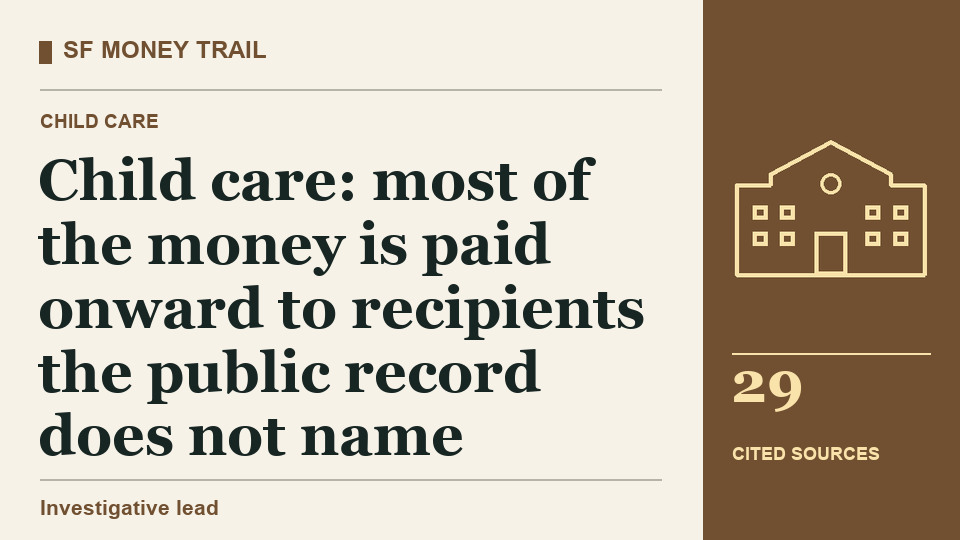 SF MONEY TRAIL
CHILD CARE
Child care: most of
the money is paid
onward to recipients
the public record
does not name
Investigative lead
29
CITED SOURCES